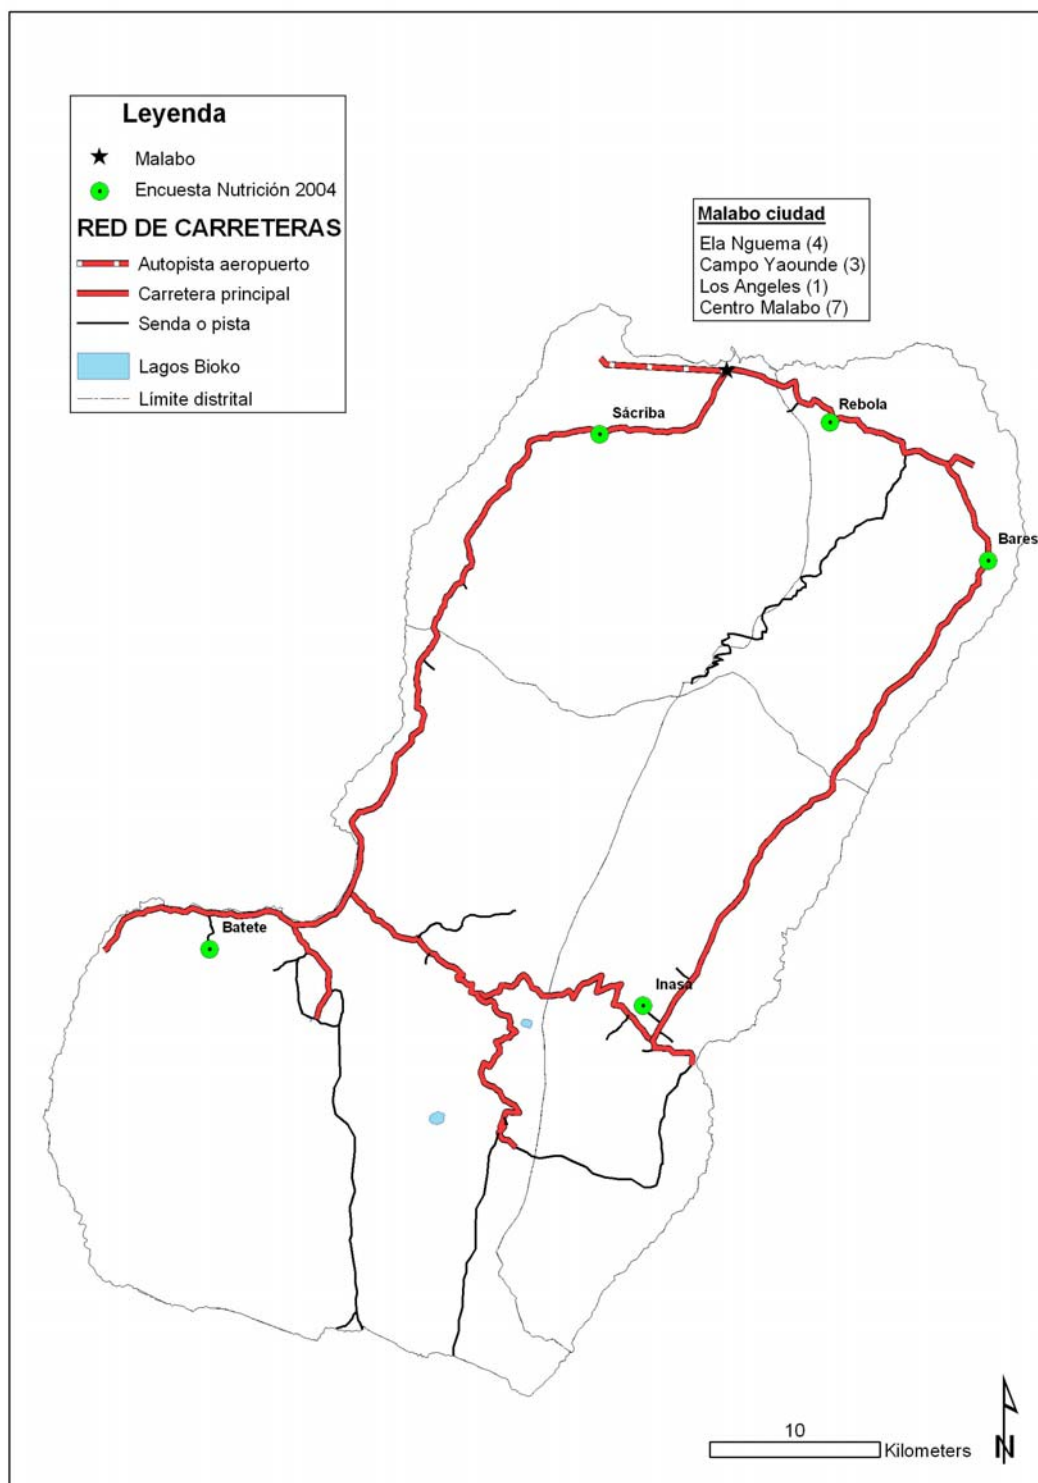 Leyenda
Malabo
Encuesta Nutrición 2004
RED DE CARRETERAS
Autopista aeropuerto
Carretera principal
Senda o pista
Lagos Bioko
Límite distrital
Malabo ciudad
Ela Nguema (4)
Campo Yaounde (3)
Los Angeles (1)
Centro Malabo (7)
Sácriba
Rebola
Bares
Batete
Inasa
10
Kilometers
N